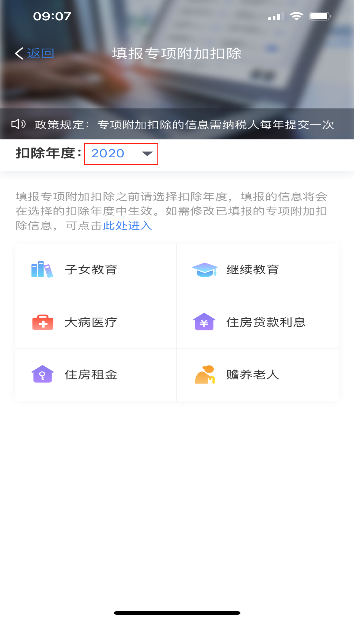 09:07
返回 填报专项附加扣除
政策规定：专项附加扣除的信息需纳税人每年提交一次
扣除年度： 2020
填报专项附加扣除之前请选择扣除年度，填报的信息将会
在选择的扣除年度中生效。如需修改已填报的专项附加扣
除信息，可点击此处进入
子女教育 继续教育
大病医疗 住房贷款利息
住房租金 赡养老人